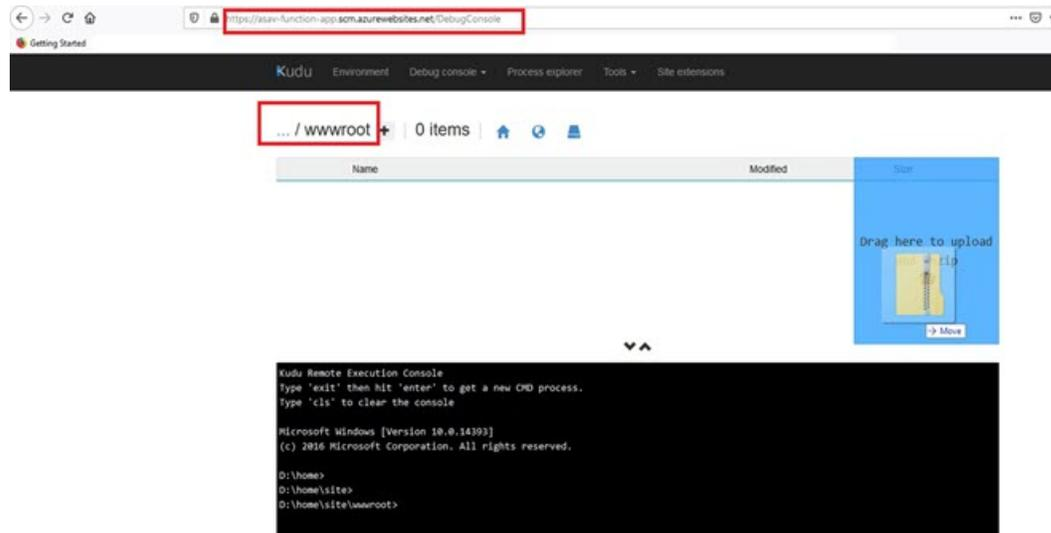 https://asav-function-app.scm.azurewebsites.net/DebugConsole
Getting Started
Kudu Environment Debug console Process explorer Tools Site extensions
... / wwwroot + | 0 items |
Name Modified Size
Drag here to upload
zip
→ Move
Kudu Remote Execution Console
Type 'exit' then hit 'enter' to get a new CMD process.
Type 'cls' to clear the console
Microsoft Windows [Version 10.0.14393]
(c) 2016 Microsoft Corporation. All rights reserved.
D:\home>
D:\home\site>
D:\home\site\wwwroot>